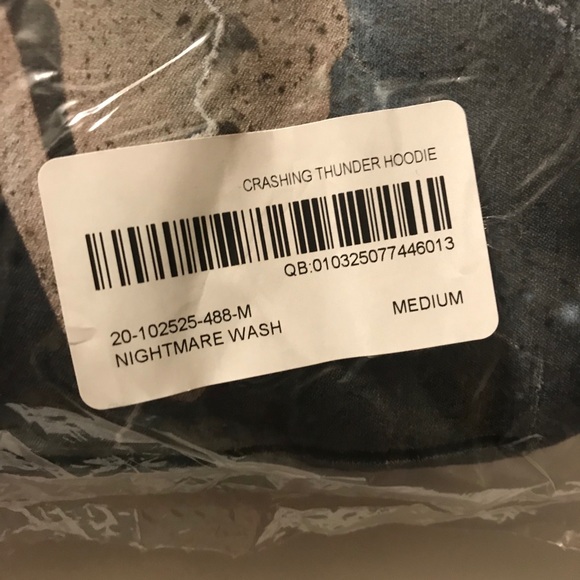 CRASHING THUNDER HOODIE
QB:010325077446013
20-102525-488-M
MEDIUM
NIGHTMARE WASH